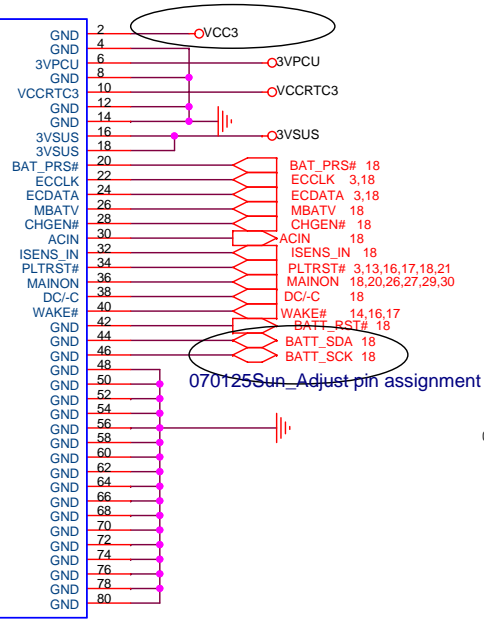 GND 2 VCC3
GND 4
3VPCU 6 3VPCU
GND 8
VCCRTC3 10 VCCRTC3
GND 12
GND 14
3VSUS 16 3VSUS
3VSUS 18
BAT_PRS# 20 BAT_PRS# 18
ECCLK 22 ECCLK 3,18
ECDATA 24 ECDATA 3,18
MBATV 26 MBATV 18
CHGEN# 28 CHGEN# 18
ACIN 30 ACIN 18
ISENS_IN 32 ISENS_IN 18
PLTRST# 34 PLTRST# 3,13,16,17,18,21
MAINON 36 MAINON 18,20,26,27,29,30
DC/-C 38 DC/-C 18
WAKE# 40 WAKE# 14,16,17
GND 42 BATT_RST# 18
GND 44 BATT_SDA 18
GND 46 BATT_SCK 18
GND 48
070125Sun_Adjust pin assignment
GND 50
GND 52
GND 54
GND 56
GND 58
GND 60
GND 62
GND 64
GND 66
GND 68
GND 70
GND 72
GND 74
GND 76
GND 78
GND 80